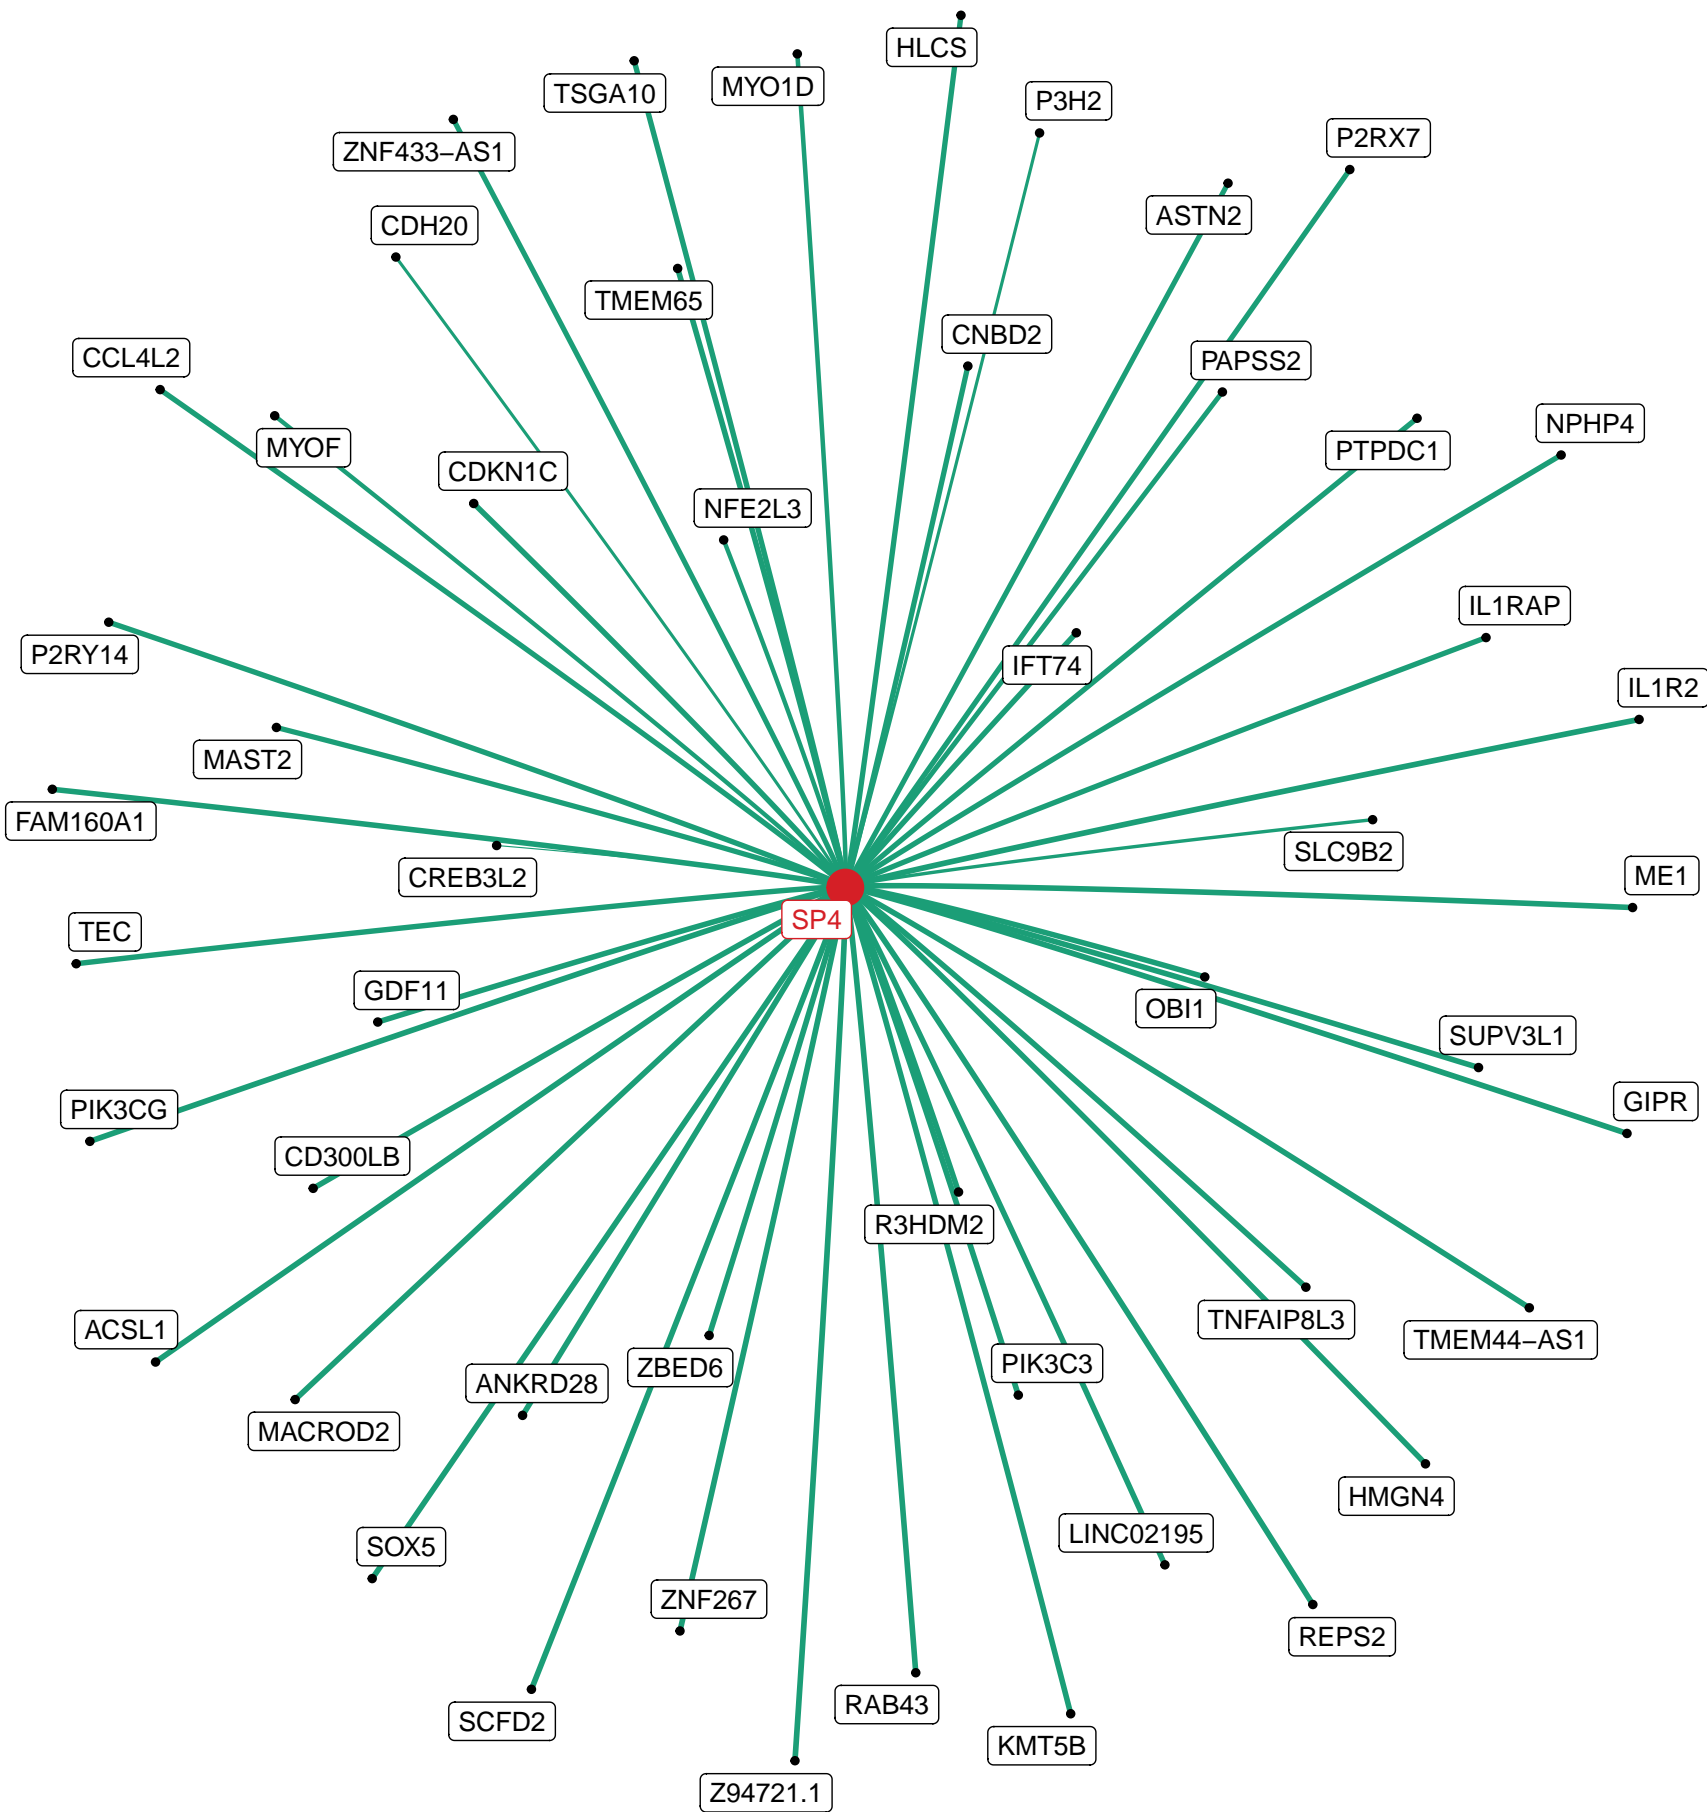 HLCS
TSGA10
MYO1D
P3H2
P2RX7
ZNF433–AS1
ASTN2
CDH20
TMEM65
CNBD2
CCL4L2
PAPSS2
NPHP4
MYOF
PTPDC1
CDKN1C
NFE2L3
IL1RAP
P2RY14
IFT74
IL1R2
MAST2
FAM160A1
SLC9B2
CREB3L2
ME1
SP4
TEC
GDF11
OBI1
SUPV3L1
GIPR
PIK3CG
CD300LB
R3HDM2
TNFAIP8L3
ACSL1
TMEM44–AS1
PIK3C3
ZBED6
ANKRD28
MACROD2
HMGN4
LINC02195
SOX5
ZNF267
REPS2
RAB43
SCFD2
KMT5B
Z94721.1